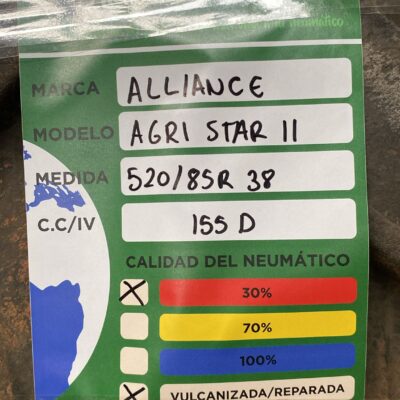 NEUMÁTICO
MARCA ALLIANCE
MODELO AGRI STAR II
MEDIDA 520/85R 38
C.C/IV 155 D
CALIDAD DEL NEUMÁTICO
30%
70%
100%
VULCANIZADA/REPARADA